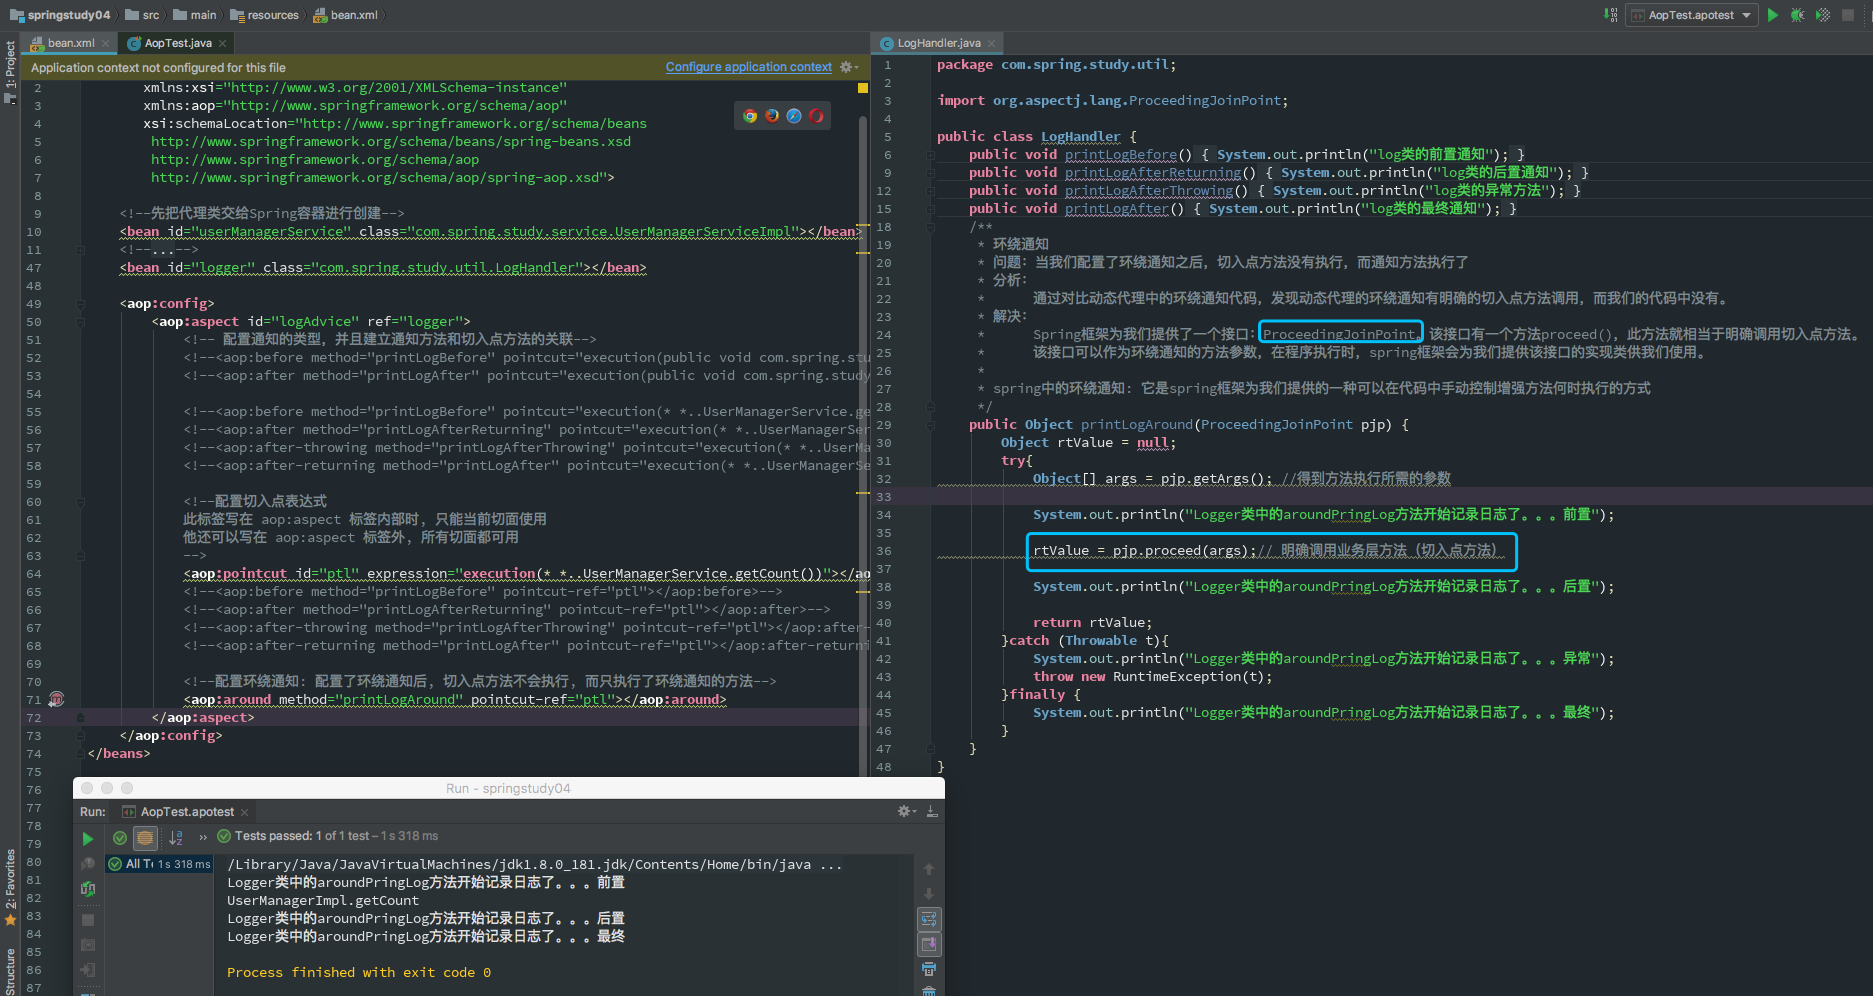 springstudy04 src main resources bean.xml
AopTest.apotest
bean.xml AopTest.java
LogHandler.java
1: Project
Application context not configured for this file
Configure application context
2 xmlns:xsi="http://www.w3.org/2001/XMLSchema-instance"
3 xmlns:aop="http://www.springframework.org/schema/aop"
4 xsi:schemaLocation="http://www.springframework.org/schema/beans
5 http://www.springframework.org/schema/beans/spring-beans.xsd
6 http://www.springframework.org/schema/aop
7 http://www.springframework.org/schema/aop/spring-aop.xsd">
8
9 <!--先把代理类交给Spring容器进行创建-->
10 <bean id="userManagerService" class="com.spring.study.service.UserManagerServiceImpl"></bean>
11 <!--...-->
47 <bean id="logger" class="com.spring.study.util.LogHandler"></bean>
48
49 <aop:config>
50 <aop:aspect id="logAdvice" ref="logger">
51 <!-- 配置通知的类型，并且建立通知方法和切入点方法的关联-->
52 <!--<aop:before method="printLogBefore" pointcut="execution(public void com.spring.stu
53 <!--<aop:after method="printLogAfter" pointcut="execution(public void com.spring.study
54
55 <!--<aop:before method="printLogBefore" pointcut="execution(* *..UserManagerService.ge
56 <!--<aop:after method="printLogAfterReturning" pointcut="execution(* *..UserManagerSer
57 <!--<aop:after-throwing method="printLogAfterThrowing" pointcut="execution(* *..UserMa
58 <!--<aop:after-returning method="printLogAfter" pointcut="execution(* *..UserManagerSe
59
60 <!--配置切入点表达式
61 此标签写在 aop:aspect 标签内部时，只能当前切面使用
62 他还可以写在 aop:aspect 标签外，所有切面都可用
63 -->
64 <aop:pointcut id="ptl" expression="execution(* *..UserManagerService.getCount())"></ao
65 <!--<aop:before method="printLogBefore" pointcut-ref="ptl"></aop:before>-->
66 <!--<aop:after method="printLogAfterReturning" pointcut-ref="ptl"></aop:after>-->
67 <!--<aop:after-throwing method="printLogAfterThrowing" pointcut-ref="ptl"></aop:after-
68 <!--<aop:after-returning method="printLogAfter" pointcut-ref="ptl"></aop:after-returni
69
70 <!--配置环绕通知: 配置了环绕通知后，切入点方法不会执行，而只执行了环绕通知的方法-->
71 <aop:around method="printLogAround" pointcut-ref="ptl"></aop:around>
72 </aop:aspect>
73 </aop:config>
74 </beans>
75
76
77
78
79
80
81
82
83
84
85
86
87
1 package com.spring.study.util;
2
3 import org.aspectj.lang.ProceedingJoinPoint;
4
5 public class LogHandler {
6 public void printLogBefore() { System.out.println("log类的前置通知"); }
9 public void printLogAfterReturning() { System.out.println("log类的后置通知"); }
12 public void printLogAfterThrowing() { System.out.println("log类的异常方法"); }
15 public void printLogAfter() { System.out.println("log类的最终通知"); }
18 /**
19 * 环绕通知
20 * 问题: 当我们配置了环绕通知之后，切入点方法没有执行，而通知方法执行了
21 * 分析:
22 * 通过对比动态代理中的环绕通知代码，发现动态代理的环绕通知有明确的切入点方法调用，而我们的代码中没有。
23 * 解决:
24 * Spring框架为我们提供了一个接口: ProceedingJoinPoint。该接口有一个方法proceed()，此方法就相当于明确调用切入点方法。
25 * 该接口可以作为环绕通知的方法参数，在程序执行时，spring框架会为我们提供该接口的实现类供我们使用。
26 *
27 * spring中的环绕通知: 它是spring框架为我们提供的一种可以在代码中手动控制增强方法何时执行的方式
28 */
29 public Object printLogAround(ProceedingJoinPoint pjp) {
30 Object rtValue = null;
31 try{
32 Object[] args = pjp.getArgs(); //得到方法执行所需的参数
33
34 System.out.println("Logger类中的aroundPringLog方法开始记录日志了。。。前置");
35
36 rtValue = pjp.proceed(args);// 明确调用业务层方法（切入点方法）
37
38 System.out.println("Logger类中的aroundPringLog方法开始记录日志了。。。后置");
39
40 return rtValue;
41 }catch (Throwable t){
42 System.out.println("Logger类中的aroundPringLog方法开始记录日志了。。。异常");
43 throw new RuntimeException(t);
44 }finally {
45 System.out.println("Logger类中的aroundPringLog方法开始记录日志了。。。最终");
46 }
47 }
48 }
Run - springstudy04
Run: AopTest.apotest
Tests passed: 1 of 1 test – 1 s 318 ms
All Te 1 s 318 ms
/Library/Java/JavaVirtualMachines/jdk1.8.0_181.jdk/Contents/Home/bin/java ...
Logger类中的aroundPringLog方法开始记录日志了。。。前置
UserManagerImpl.getCount
Logger类中的aroundPringLog方法开始记录日志了。。。后置
Logger类中的aroundPringLog方法开始记录日志了。。。最终
Process finished with exit code 0
2: Favorites
Structure